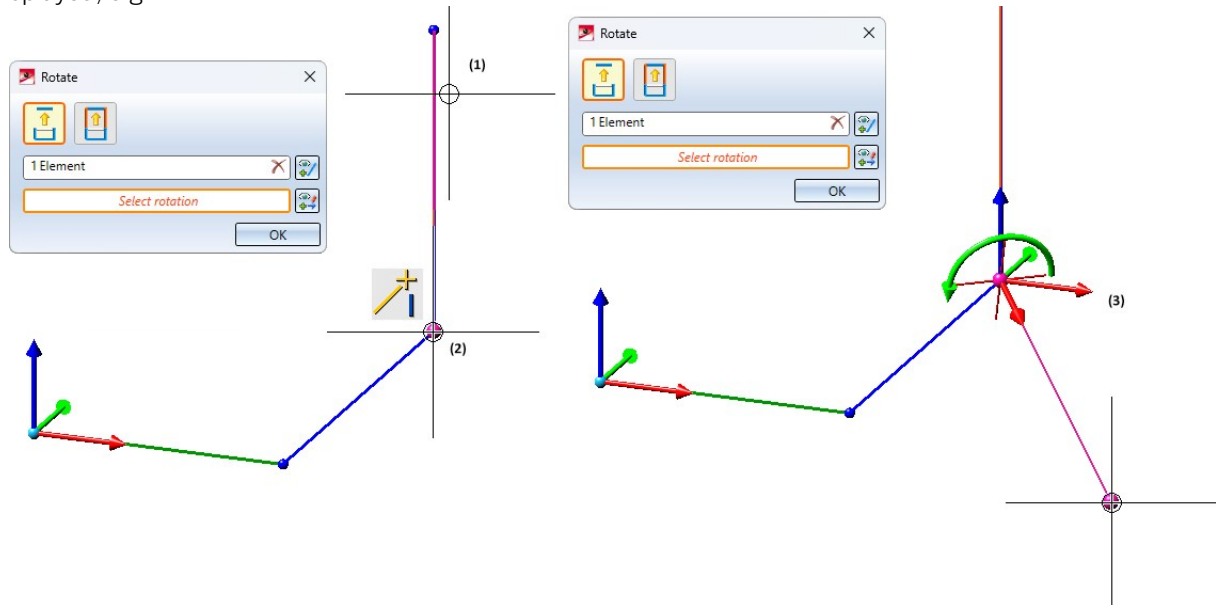 Rotate
1 Element
Select rotation
OK
(1)
(2)
Rotate
1 Element
Select rotation
OK
(3)